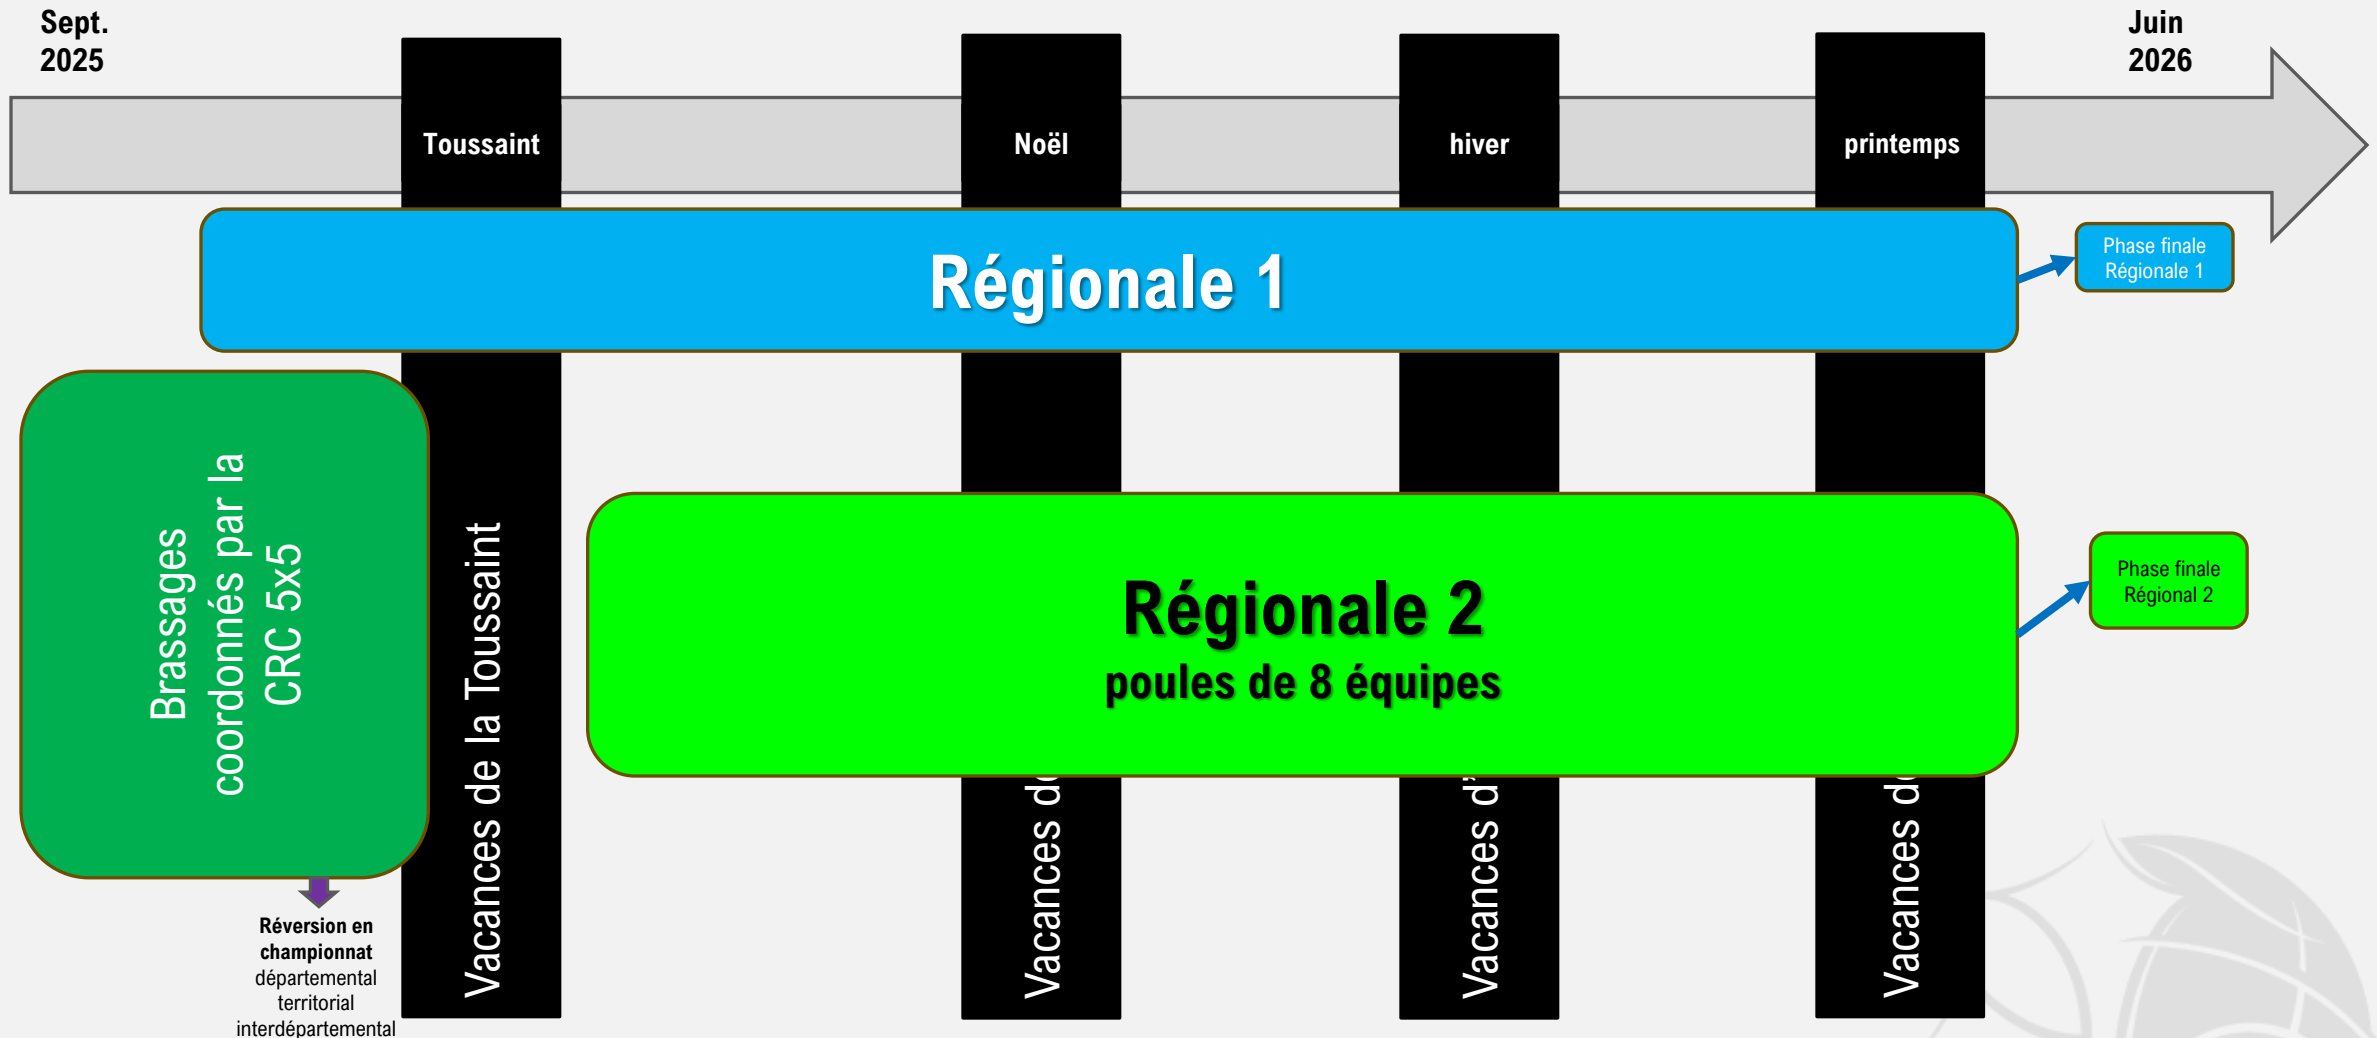 Sept.
2025
Juin
2026
Toussaint
Noël
hiver
printemps
Régionale 1
Phase finale
Régionale 1
Brassages
coordonnés par la
CRC 5x5
Vacances de la Toussaint
Régionale 2
poules de 8 équipes
Phase finale
Régional 2
Vacances
Vacances
Vacances
Réversion en
championnat
départemental
territorial
interdépartemental